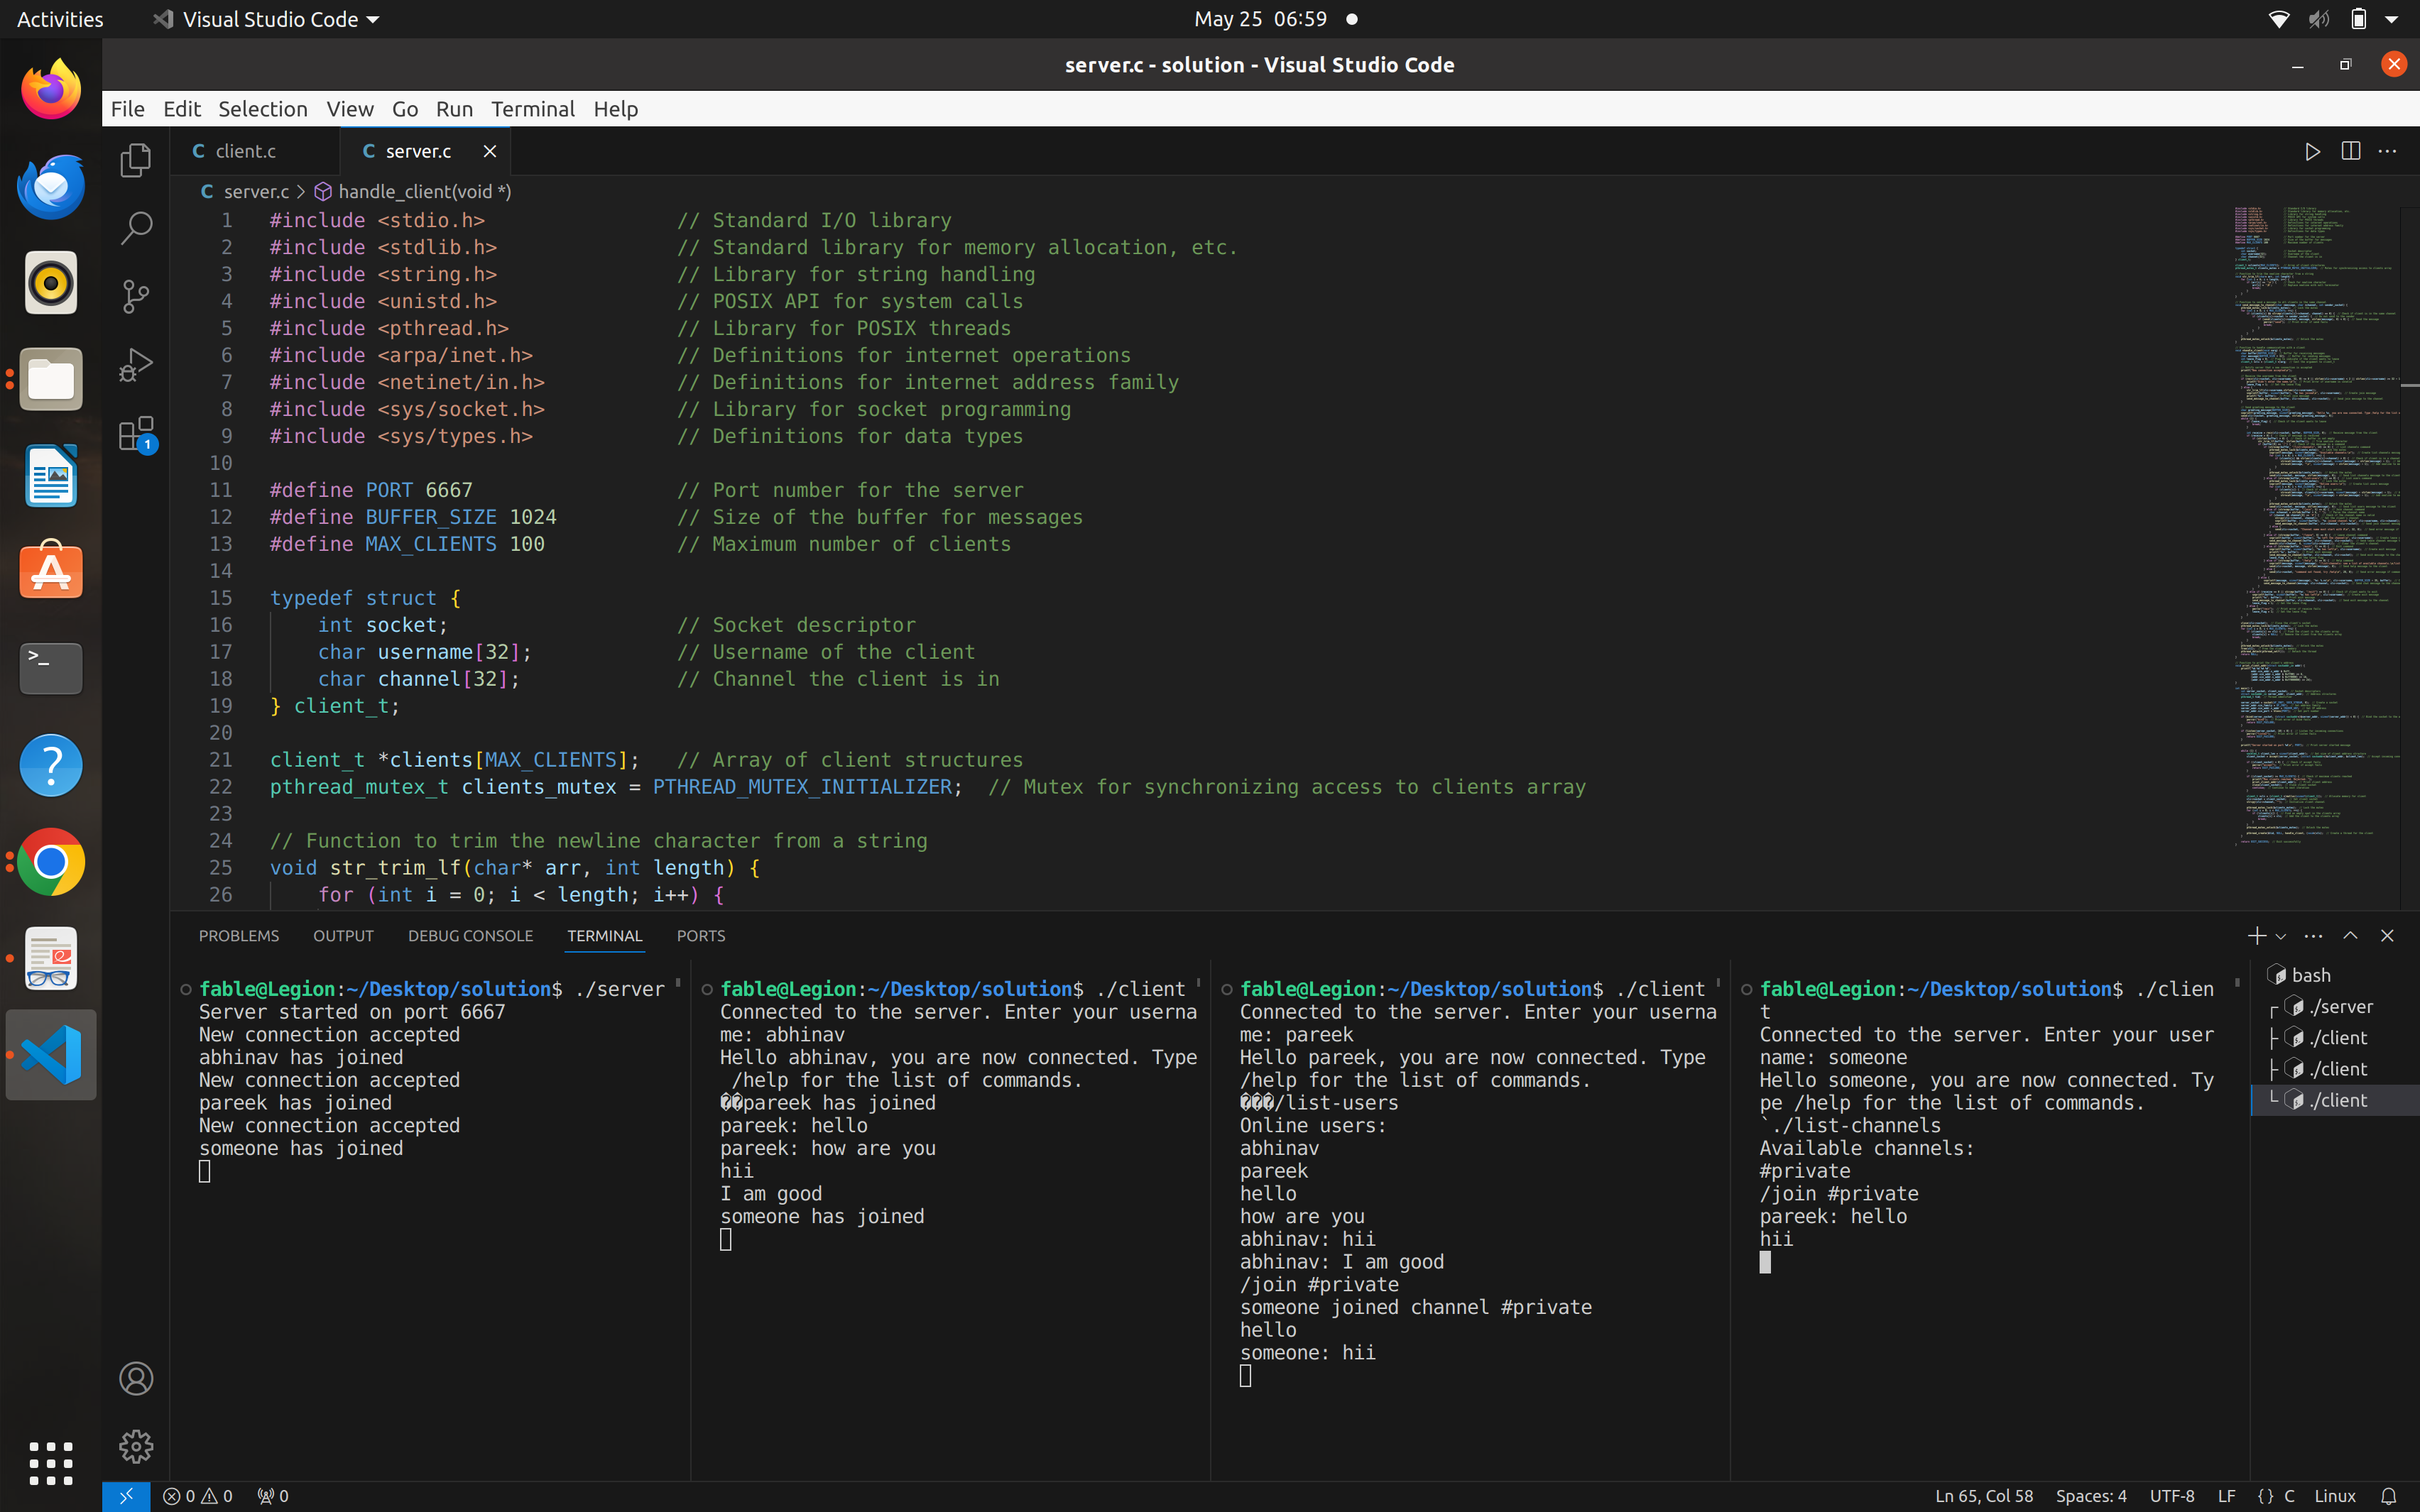 Activities
Visual Studio Code
May 25 06:59
server.c - solution - Visual Studio Code
File Edit Selection View Go Run Terminal Help
C client.c
C server.c
C server.c > handle_client(void *)
1 #include <stdio.h> // Standard I/O library
2 #include <stdlib.h> // Standard library for memory allocation, etc.
3 #include <string.h> // Library for string handling
4 #include <unistd.h> // POSIX API for system calls
5 #include <pthread.h> // Library for POSIX threads
6 #include <arpa/inet.h> // Definitions for internet operations
7 #include <netinet/in.h> // Definitions for internet address family
8 #include <sys/socket.h> // Library for socket programming
9 #include <sys/types.h> // Definitions for data types
10
11 #define PORT 6667 // Port number for the server
12 #define BUFFER_SIZE 1024 // Size of the buffer for messages
13 #define MAX_CLIENTS 100 // Maximum number of clients
14
15 typedef struct {
16 int socket; // Socket descriptor
17 char username[32]; // Username of the client
18 char channel[32]; // Channel the client is in
19 } client_t;
20
21 client_t *clients[MAX_CLIENTS]; // Array of client structures
22 pthread_mutex_t clients_mutex = PTHREAD_MUTEX_INITIALIZER; // Mutex for synchronizing access to clients array
23
24 // Function to trim the newline character from a string
25 void str_trim_lf(char* arr, int length) {
26 for (int i = 0; i < length; i++) {
1
PROBLEMS OUTPUT DEBUG CONSOLE TERMINAL PORTS
fable@Legion:~/Desktop/solution$ ./server
Server started on port 6667
New connection accepted
abhinav has joined
New connection accepted
pareek has joined
New connection accepted
someone has joined
fable@Legion:~/Desktop/solution$ ./client
Connected to the server. Enter your userna
me: abhinav
Hello abhinav, you are now connected. Type
/help for the list of commands.
��pareek has joined
pareek: hello
pareek: how are you
hii
I am good
someone has joined
fable@Legion:~/Desktop/solution$ ./client
Connected to the server. Enter your userna
me: pareek
Hello pareek, you are now connected. Type
/help for the list of commands.
���/list-users
Online users:
abhinav
pareek
hello
how are you
abhinav: hii
abhinav: I am good
/join #private
someone joined channel #private
hello
someone: hii
fable@Legion:~/Desktop/solution$ ./clien
t
Connected to the server. Enter your user
name: someone
Hello someone, you are now connected. Ty
pe /help for the list of commands.
`./list-channels
Available channels:
#private
/join #private
pareek: hello
hii
bash
./server
./client
./client
./client
0 0 0
Ln 65, Col 58 Spaces: 4 UTF-8 LF {} C Linux